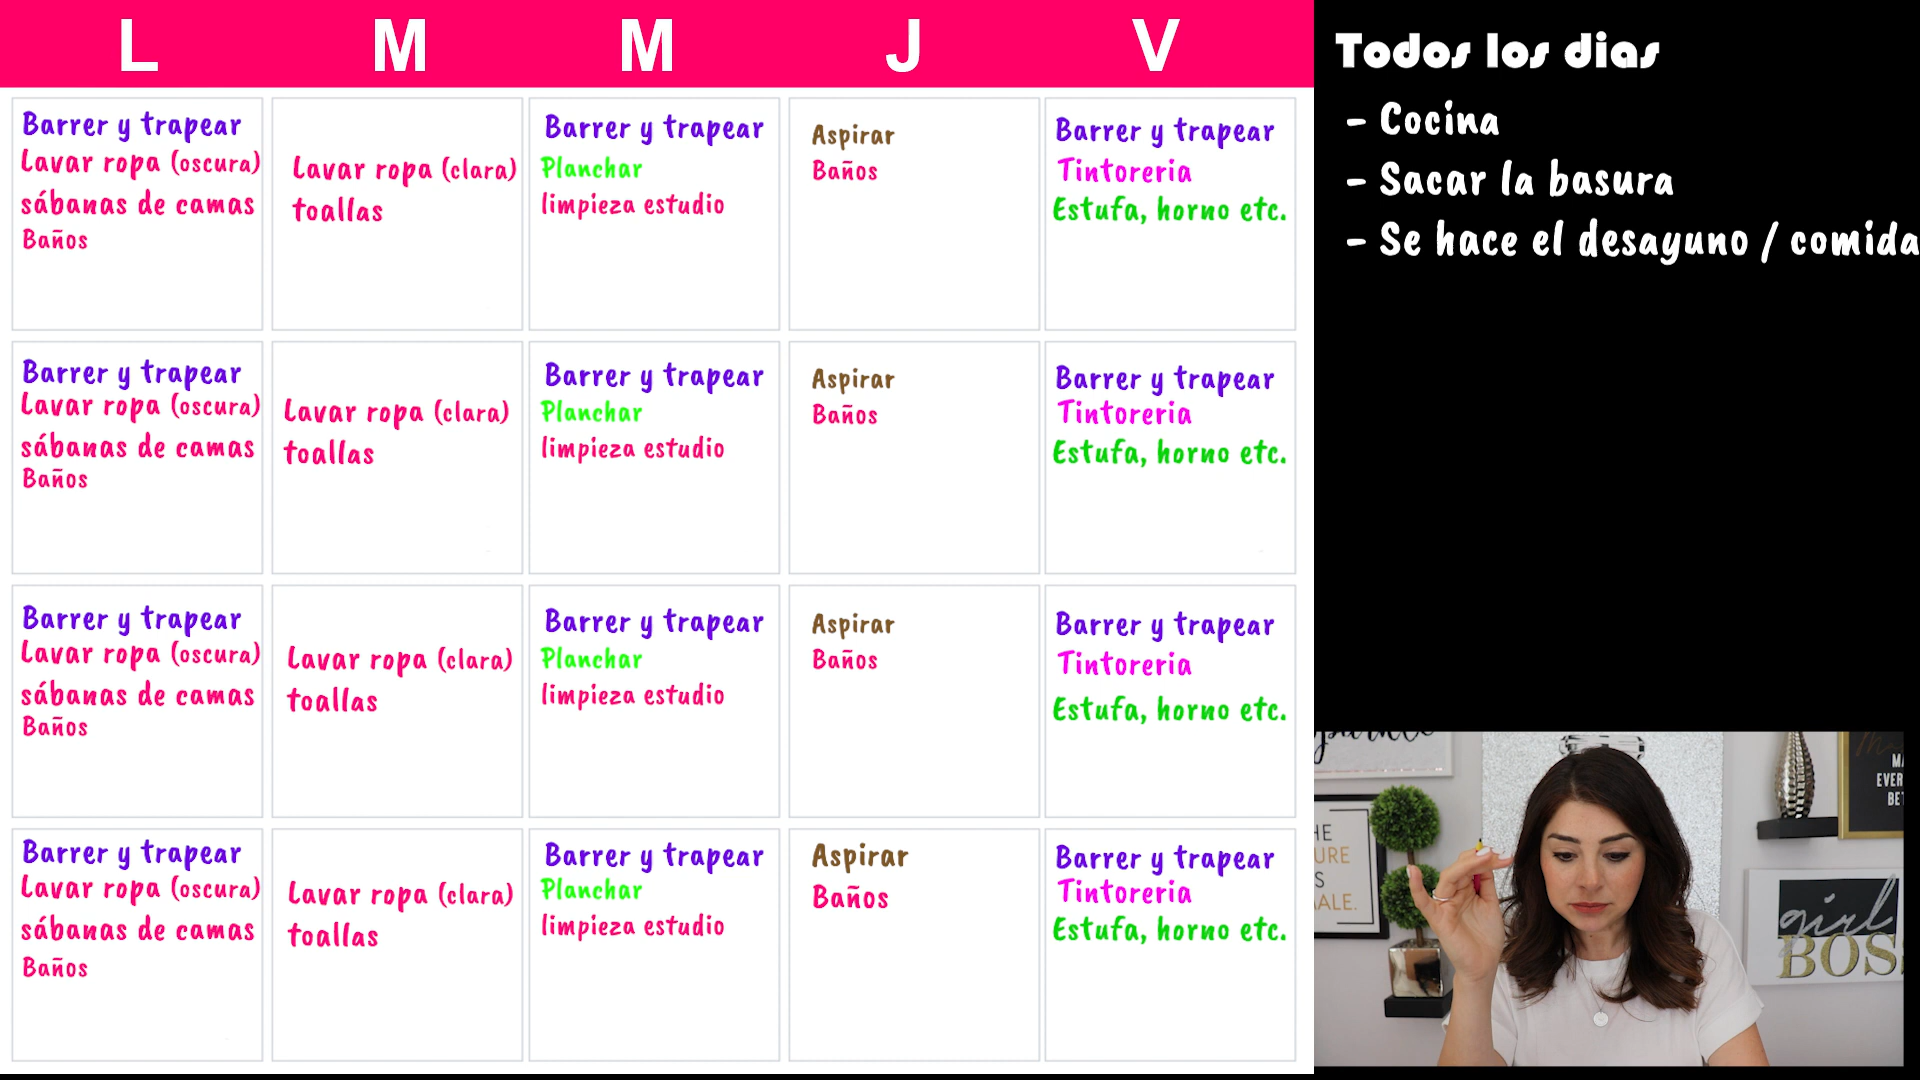 L M M J V
Barrer y trapear
Lavar ropa (oscura)
sábanas de camas
Baños
Lavar ropa (clara)
toallas
Barrer y trapear
Planchar
limpieza estudio
Aspirar
Baños
Barrer y trapear
Tintoreria
Estufa, horno etc.
Barrer y trapear
Lavar ropa (oscura)
sábanas de camas
Baños
Lavar ropa (clara)
toallas
Barrer y trapear
Planchar
limpieza estudio
Aspirar
Baños
Barrer y trapear
Tintoreria
Estufa, horno etc.
Barrer y trapear
Lavar ropa (oscura)
sábanas de camas
Baños
Lavar ropa (clara)
toallas
Barrer y trapear
Planchar
limpieza estudio
Aspirar
Baños
Barrer y trapear
Tintoreria
Estufa, horno etc.
Barrer y trapear
Lavar ropa (oscura)
sábanas de camas
Baños
Lavar ropa (clara)
toallas
Barrer y trapear
Planchar
limpieza estudio
Aspirar
Baños
Barrer y trapear
Tintoreria
Estufa, horno etc.
Todos los dias
- Cocina
- Sacar la basura
- Se hace el desayuno / comida
girl
BOS